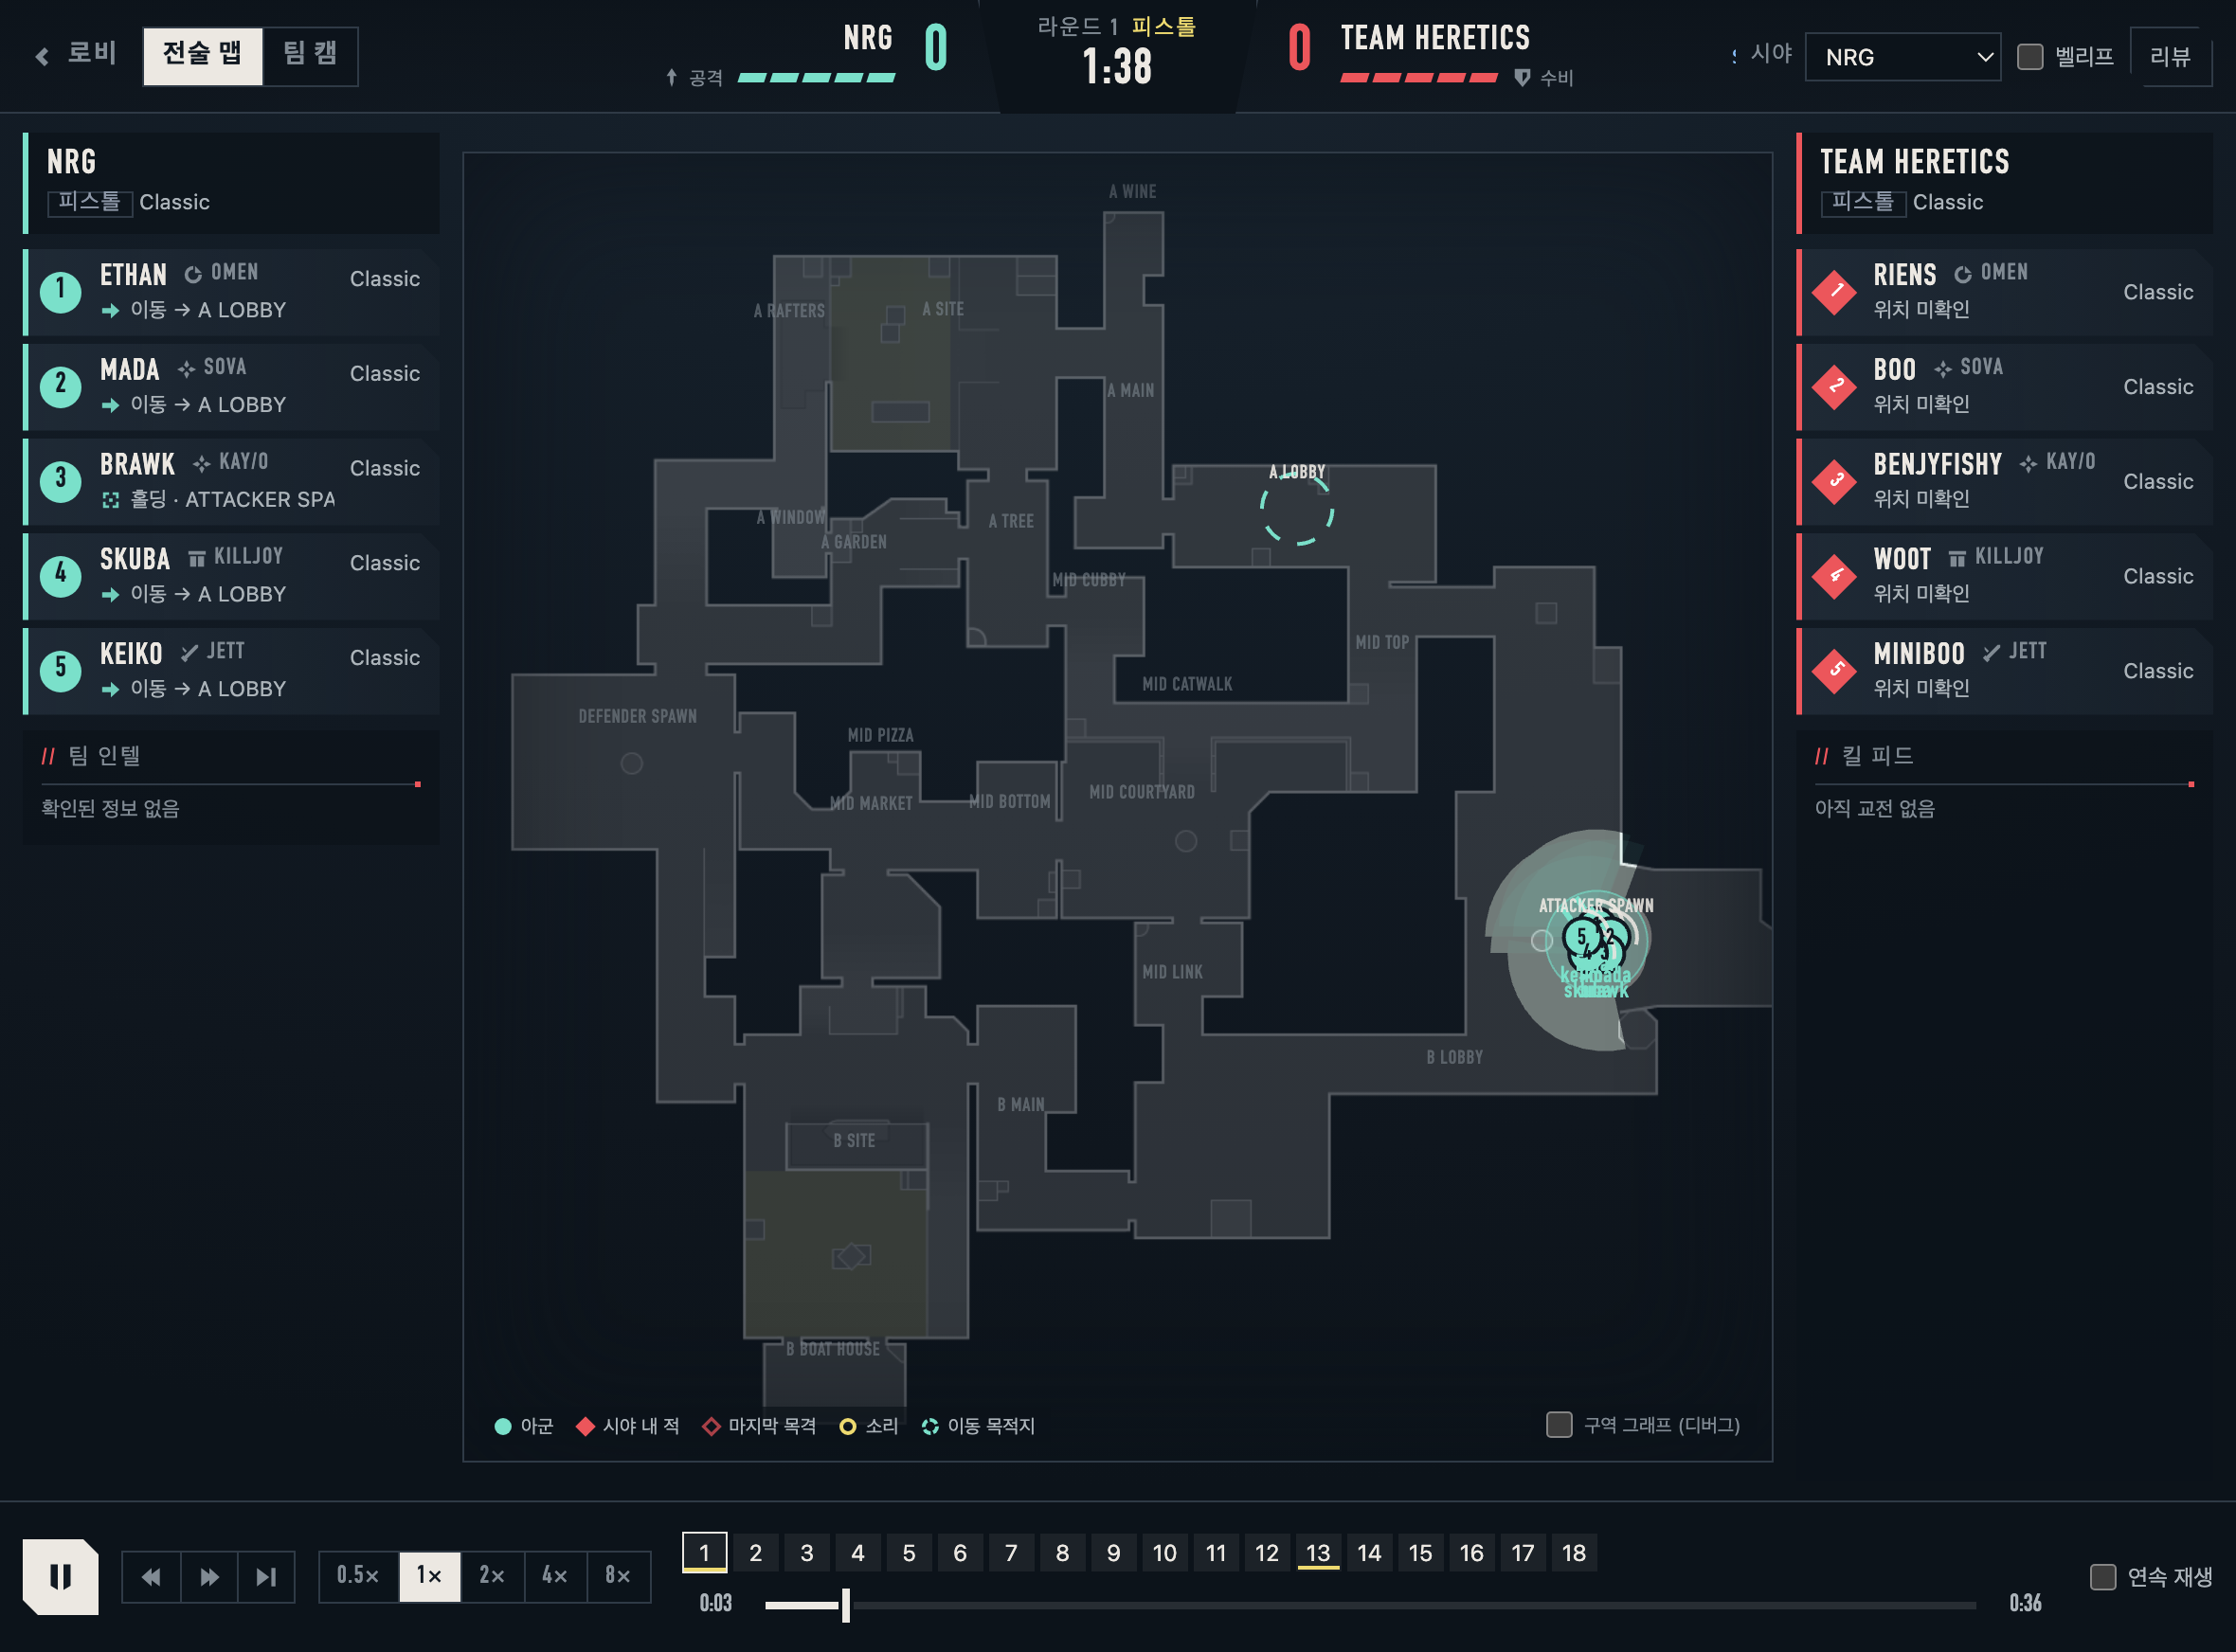 로비
전술 맵
팀 캠
NRG
0
공격
라운드 1 피스톨
1:38
0
TEAM HERETICS
수비
시야
NRG
벨리프
리뷰
NRG
피스톨 Classic
1 ETHAN OMEN Classic
이동 → A LOBBY
2 MADA SOVA Classic
이동 → A LOBBY
3 BRAWK KAY/O Classic
홀딩 · ATTACKER SPA
4 SKUBA KILLJOY Classic
이동 → A LOBBY
5 KEIKO JETT Classic
이동 → A LOBBY
// 팀 인텔
확인된 정보 없음
A WINE
A RAFTERS
A SITE
A MAIN
A LOBBY
A WINDOW
A TREE
A GARDEN
MID CUBBY
MID TOP
MID CATWALK
DEFENDER SPAWN
MID PIZZA
MID MARKET
MID BOTTOM
MID COURTYARD
ATTACKER SPAWN
5
2
4
3
MID LINK
B LOBBY
B MAIN
B SITE
B BOAT HOUSE
아군
시야 내 적
마지막 목격
소리
이동 목적지
구역 그래프 (디버그)
TEAM HERETICS
피스톨 Classic
1 RIENS OMEN Classic
위치 미확인
2 BOO SOVA Classic
위치 미확인
3 BENJYFISHY KAY/O Classic
위치 미확인
4 WOOT KILLJOY Classic
위치 미확인
5 MINIBOO JETT Classic
위치 미확인
// 킬 피드
아직 교전 없음
0.5×
1×
2×
4×
8×
1 2 3 4 5 6 7 8 9 10 11 12 13 14 15 16 17 18
0:03
0:36
연속 재생